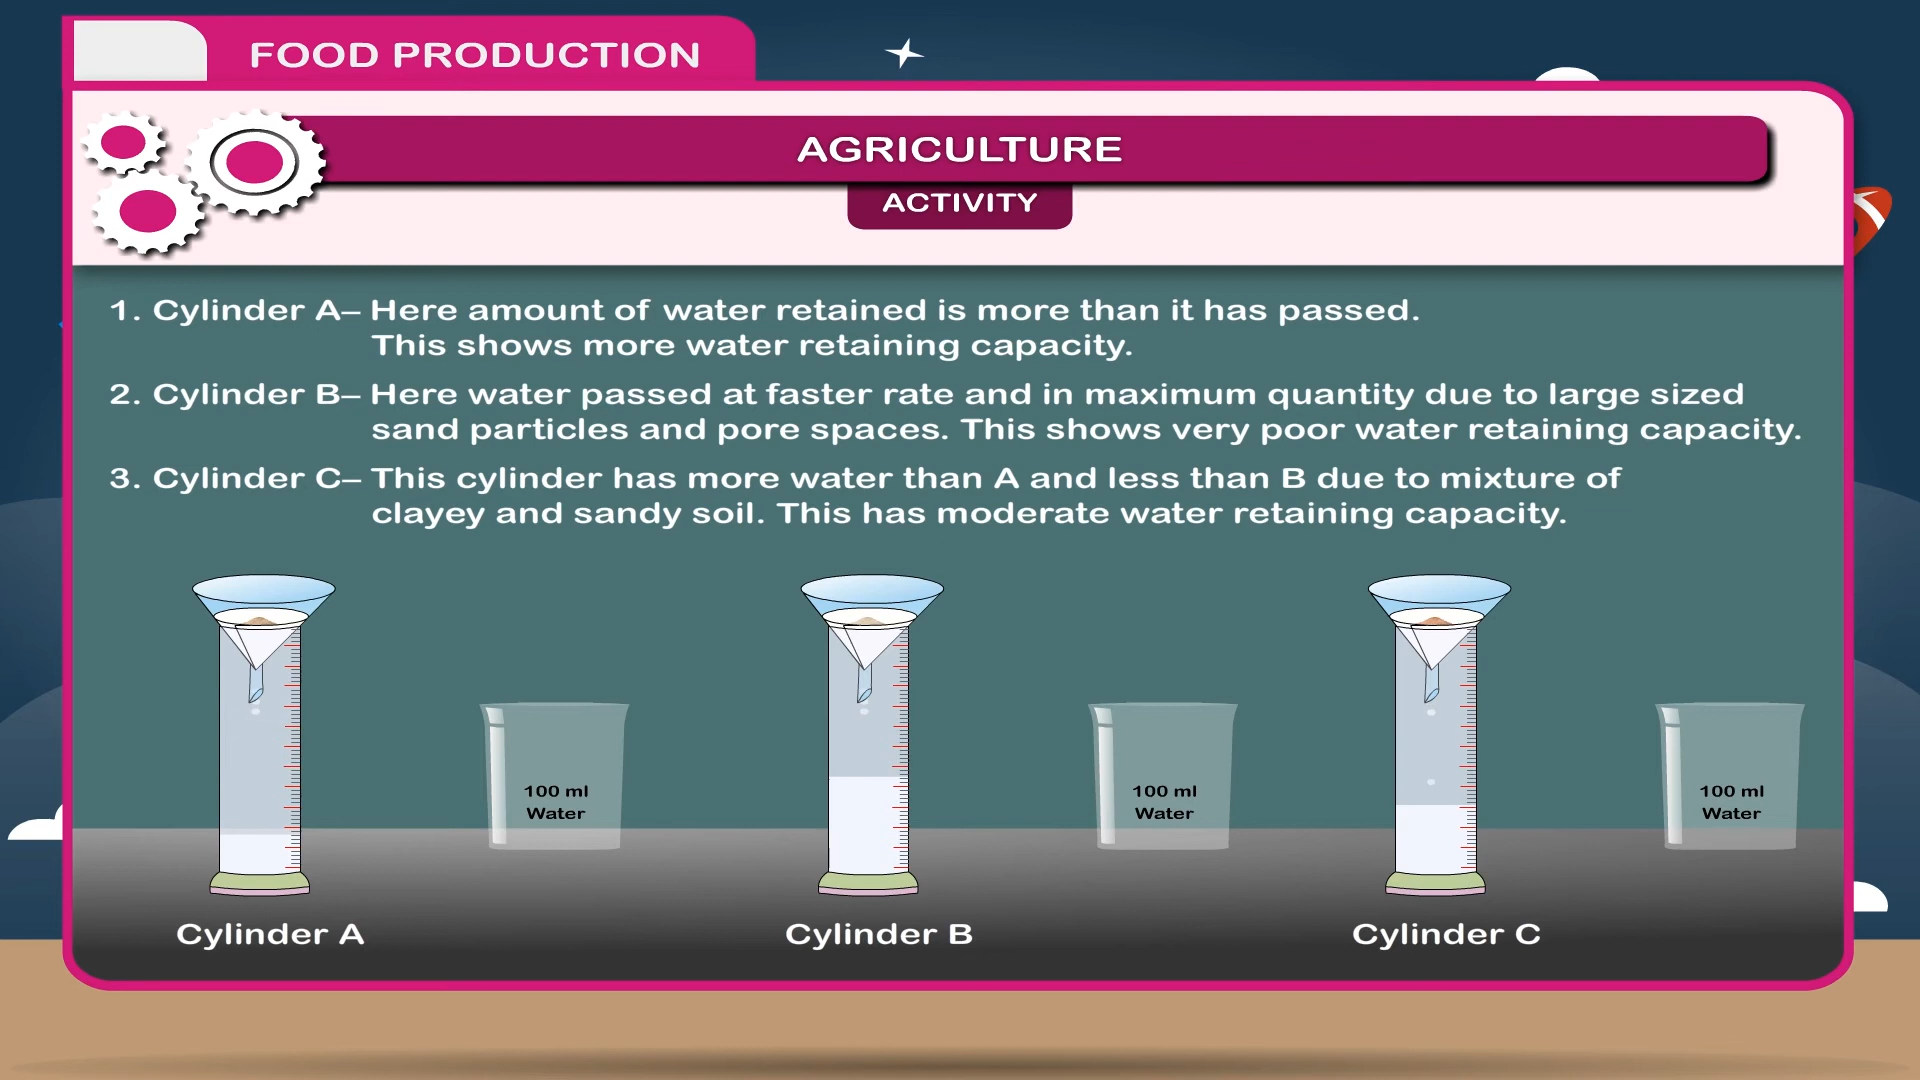 FOOD PRODUCTION
AGRICULTURE
ACTIVITY
1. Cylinder A– Here amount of water retained is more than it has passed.
This shows more water retaining capacity.
2. Cylinder B– Here water passed at faster rate and in maximum quantity due to large sized
sand particles and pore spaces. This shows very poor water retaining capacity.
3. Cylinder C– This cylinder has more water than A and less than B due to mixture of
clayey and sandy soil. This has moderate water retaining capacity.
100 ml
Water
100 ml
Water
100 ml
Water
Cylinder A
Cylinder B
Cylinder C